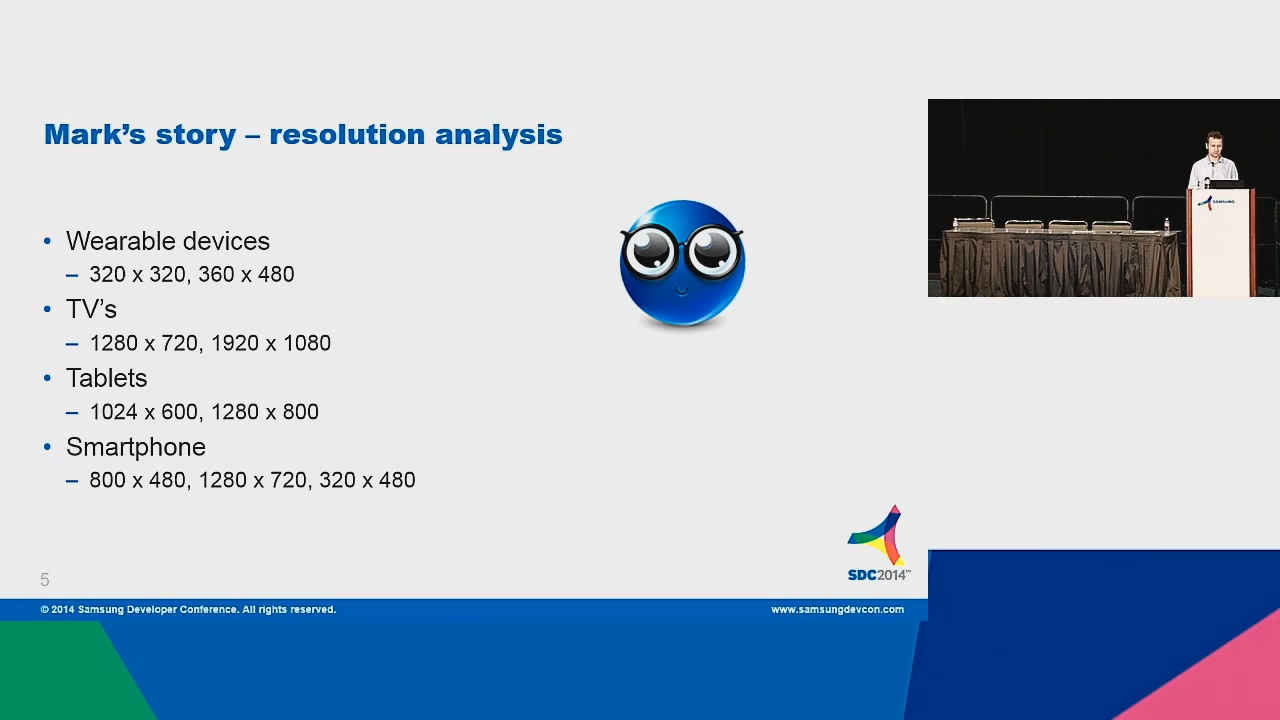 Mark’s story – resolution analysis
• Wearable devices
– 320 x 320, 360 x 480
• TV’s
– 1280 x 720, 1920 x 1080
• Tablets
– 1024 x 600, 1280 x 800
• Smartphone
– 800 x 480, 1280 x 720, 320 x 480
SAMSUNG
SDC2014™
5
© 2014 Samsung Developer Conference. All rights reserved.
www.samsungdevcon.com